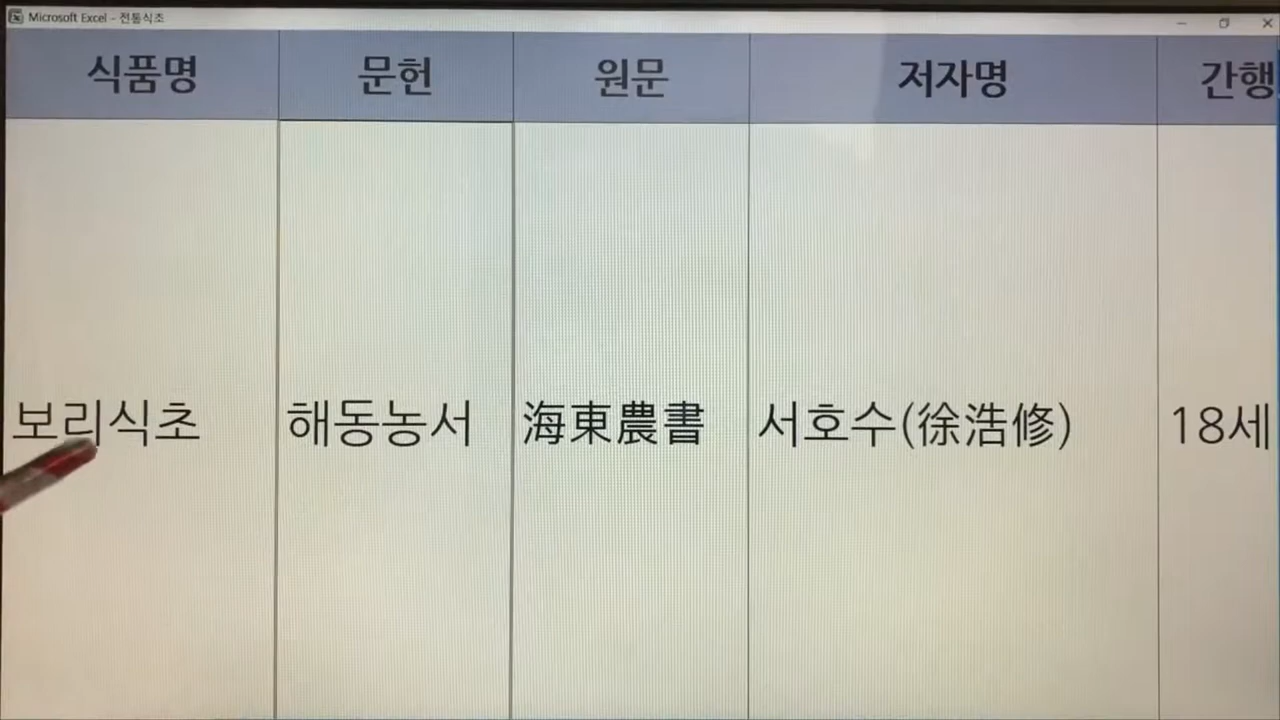 Microsoft Excel - 전통식초
식품명 문헌 원문 저자명 간행
보리식초 해동농서 海東農書 서호수(徐浩修) 18세